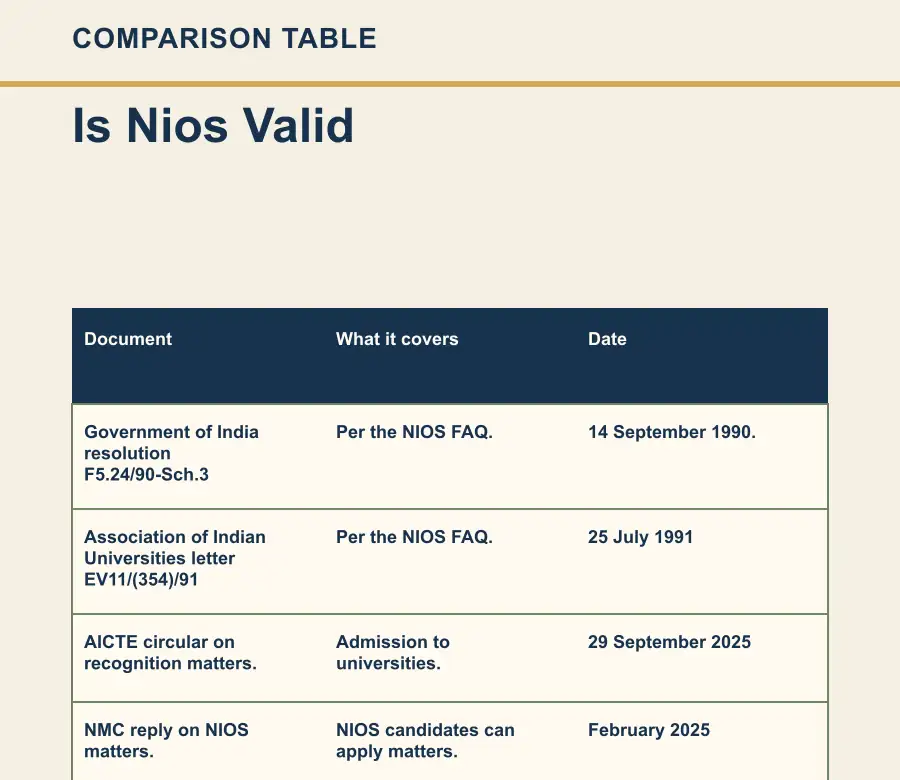 COMPARISON TABLE
Is Nios Valid
Document
What it covers
Date
Government of India
resolution
F5.24/90-Sch.3
Per the NIOS FAQ.
14 September 1990.
Association of Indian
Universities letter
EV11/(354)/91
Per the NIOS FAQ.
25 July 1991
AICTE circular on
recognition matters.
Admission to
universities.
29 September 2025
NMC reply on NIOS
matters.
NIOS candidates can
apply matters.
February 2025